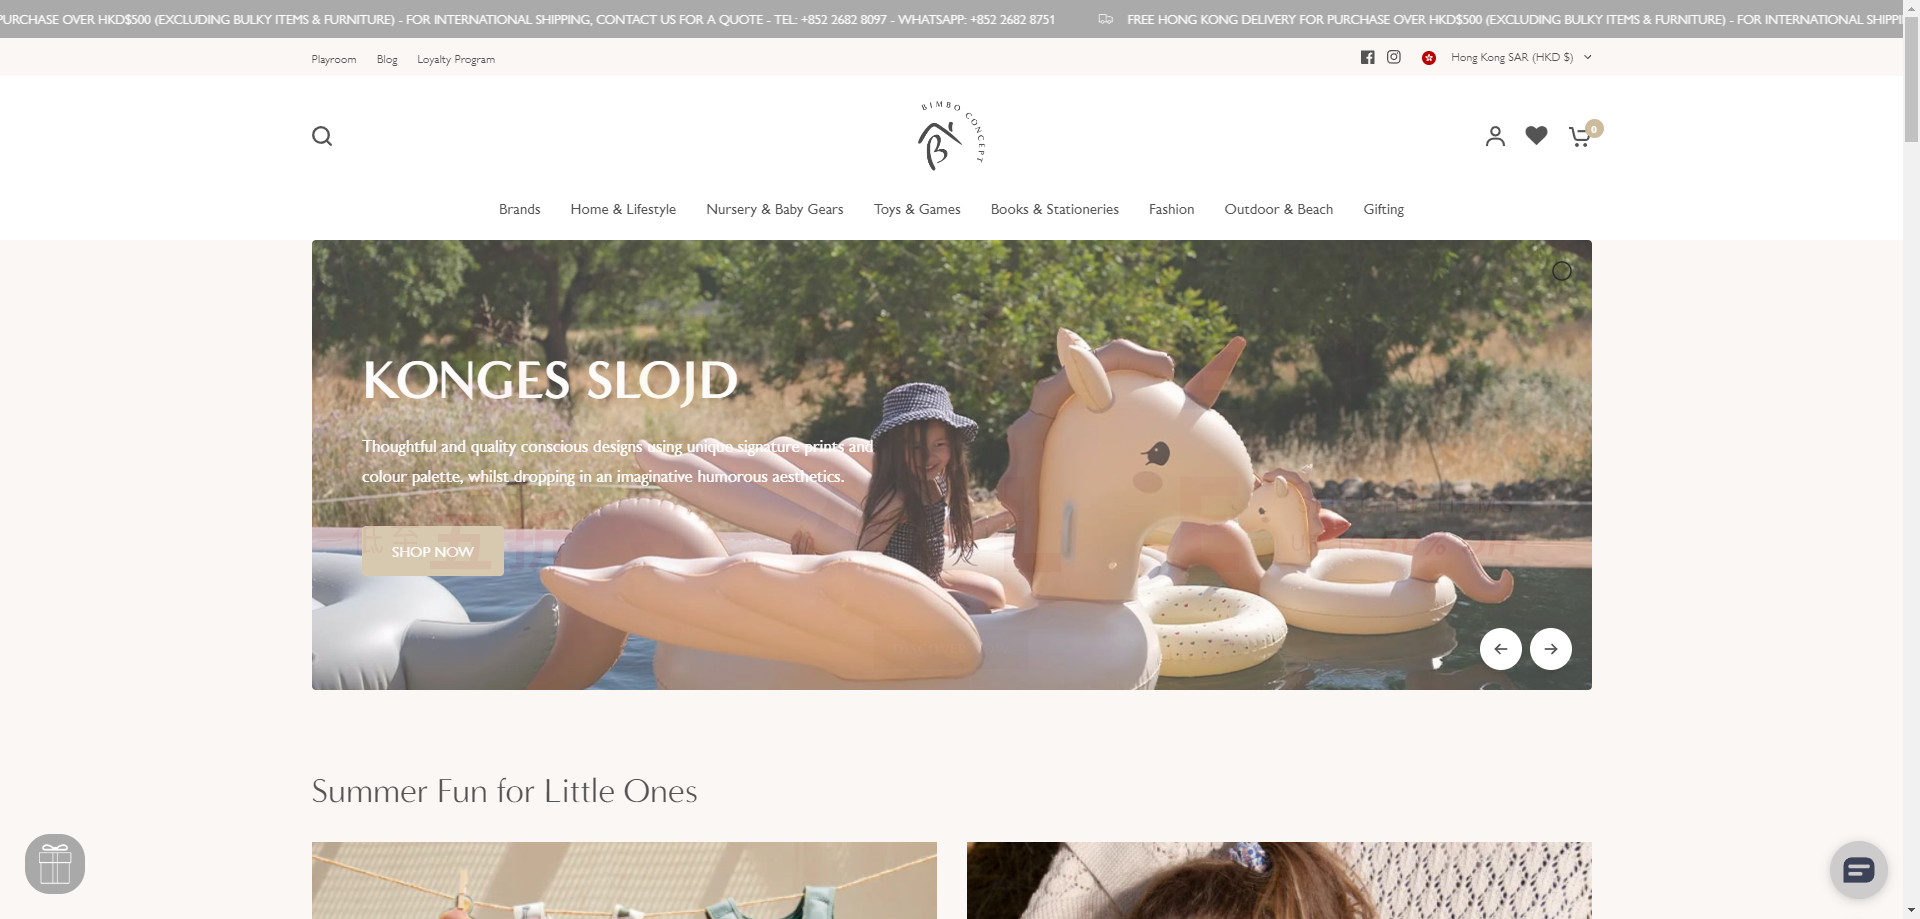 PURCHASE OVER HKD$500 (EXCLUDING BULKY ITEMS & FURNITURE) - FOR INTERNATIONAL SHIPPING, CONTACT US FOR A QUOTE - TEL: +852 2682 8097 - WHATSAPP: +852 2682 8751 FREE HONG KONG DELIVERY FOR PURCHASE OVER HKD$500 (EXCLUDING BULKY ITEMS & FURNITURE) - FOR INTERNATIONAL
Playroom Blog Loyalty Program Hong Kong SAR (HKD $)
BIMBO CONCEPT
B
0
Brands Home & Lifestyle Nursery & Baby Gears Toys & Games Books & Stationeries Fashion Outdoor & Beach Gifting
KONGES SLOJD
Thoughtful and quality conscious designs using unique signature prints and
colour palette, whilst dropping in an imaginative humorous aesthetics.
SHOP NOW
Summer Fun for Little Ones